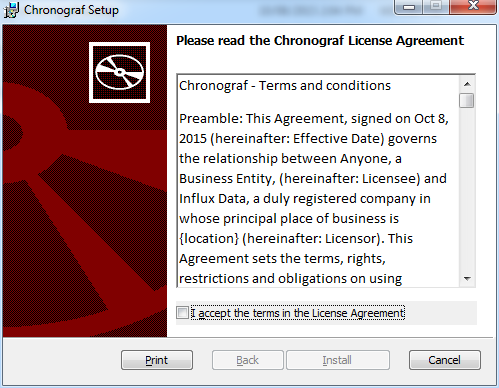 Chronograf Setup
Please read the Chronograf License Agreement
Chronograf - Terms and conditions
Preamble: This Agreement, signed on Oct 8,
2015 (hereinafter: Effective Date) governs
the relationship between Anyone, a
Business Entity, (hereinafter: Licensee) and
Influx Data, a duly registered company in
whose principal place of business is
{location} (hereinafter: Licensor). This
Agreement sets the terms, rights,
restrictions and obligations on using
I accept the terms in the License Agreement
Print Back Install Cancel